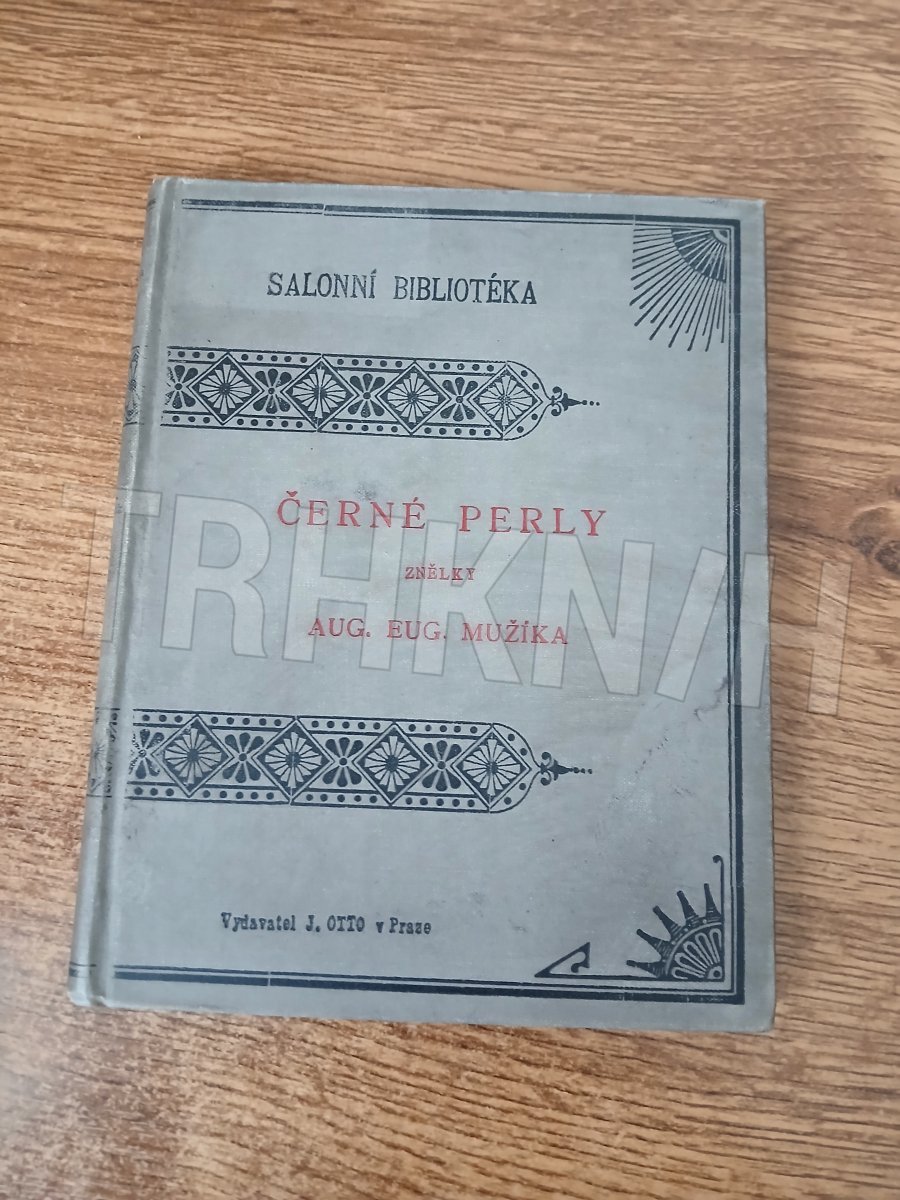 SALONNÍ BIBLIOTÉKA
ČERNÉ PERLY
ZNĚLKY
AUG. EUG. MUŽÍKA
TRHKNIH
Vydavatel J. OTTO v Praze